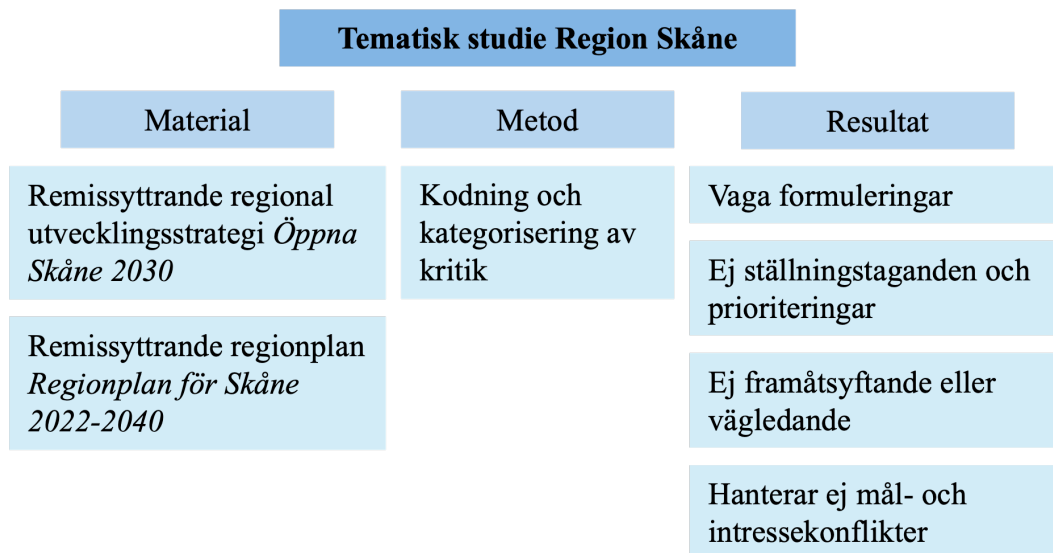 Tematisk studie Region Skåne
Material
Remissyttrande regional
utvecklingsstrategi Öppna
Skåne 2030
Remissyttrande regionplan
Regionplan för Skåne
2022-2040
Metod
Kodning och
kategorisering av
kritik
Resultat
Vaga formuleringar
Ej ställningstaganden och
prioriteringar
Ej framåtsyftande eller
vägledande
Hanterar ej mål- och
intressekonflikter